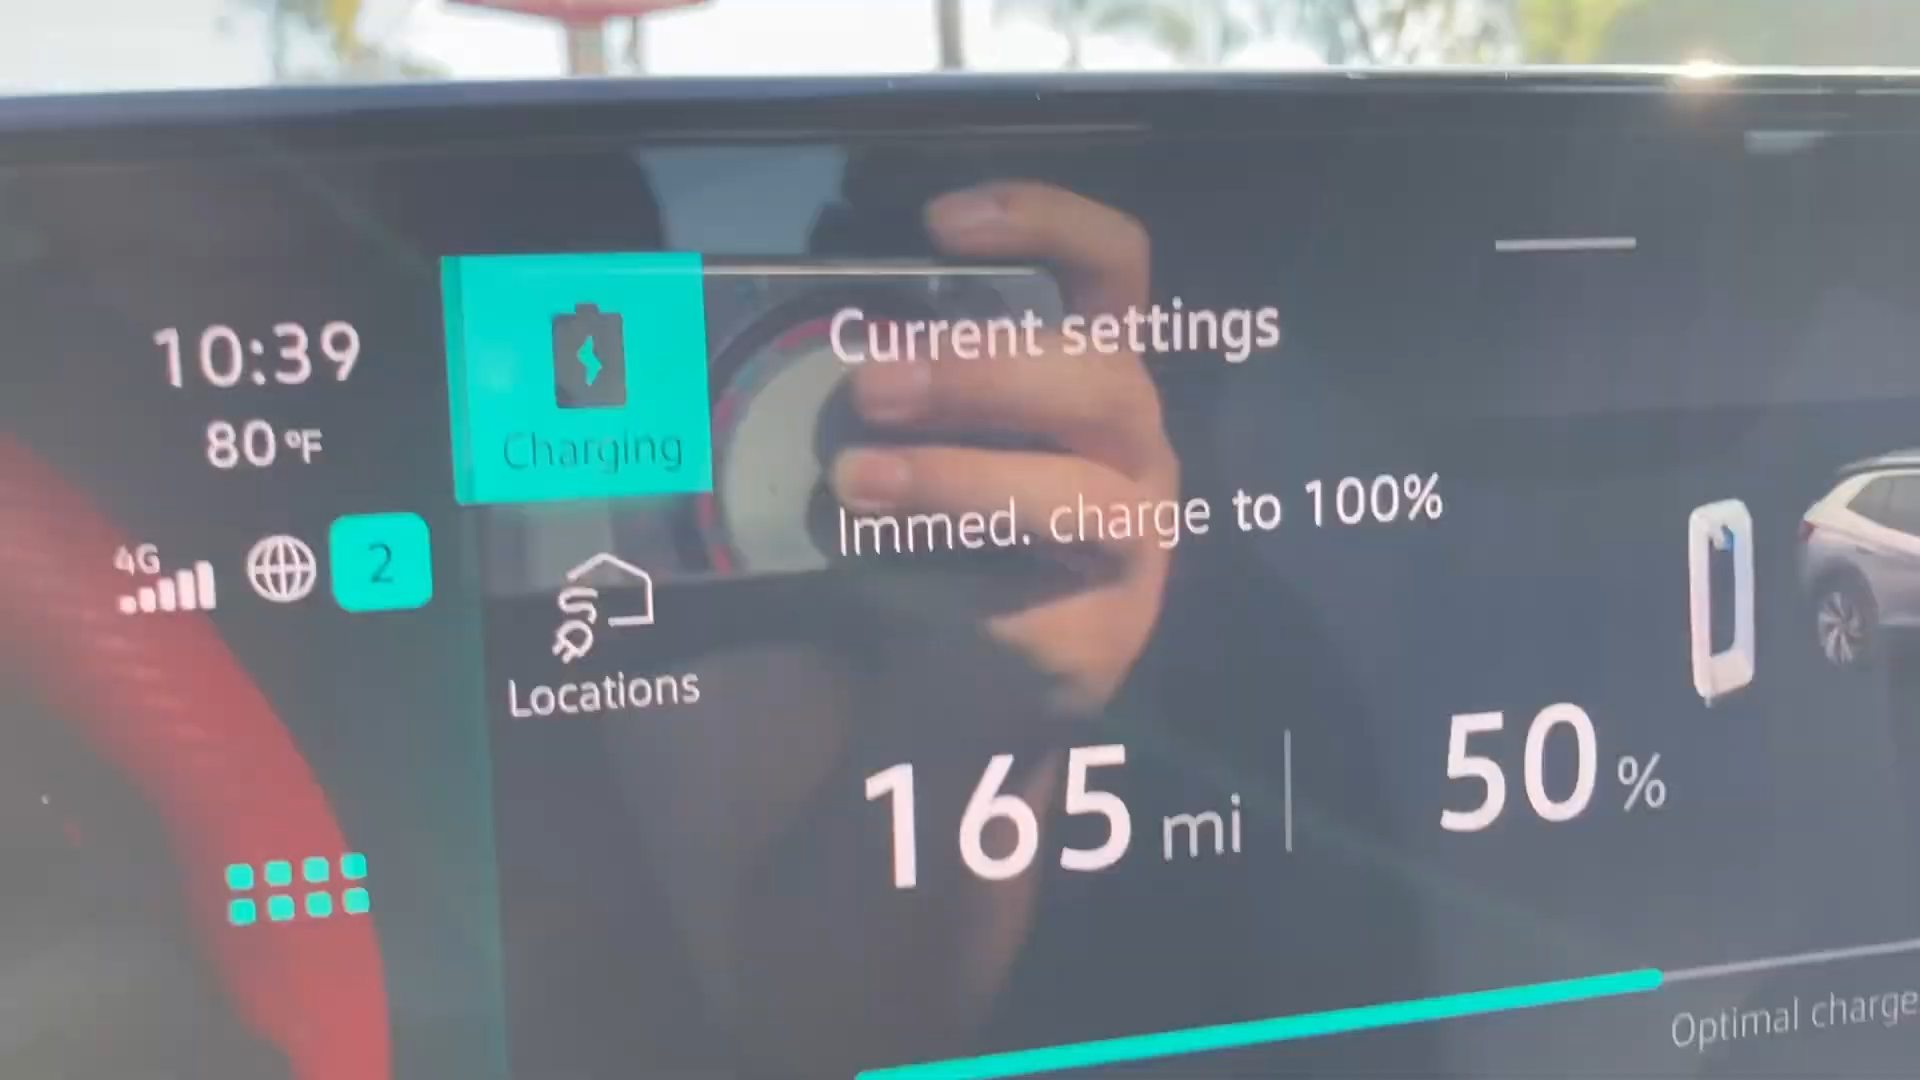 10:39
80 °F
4G
2
Charging
Locations
Current settings
Immed. charge to 100%
165 mi
50 %
Optimal charge